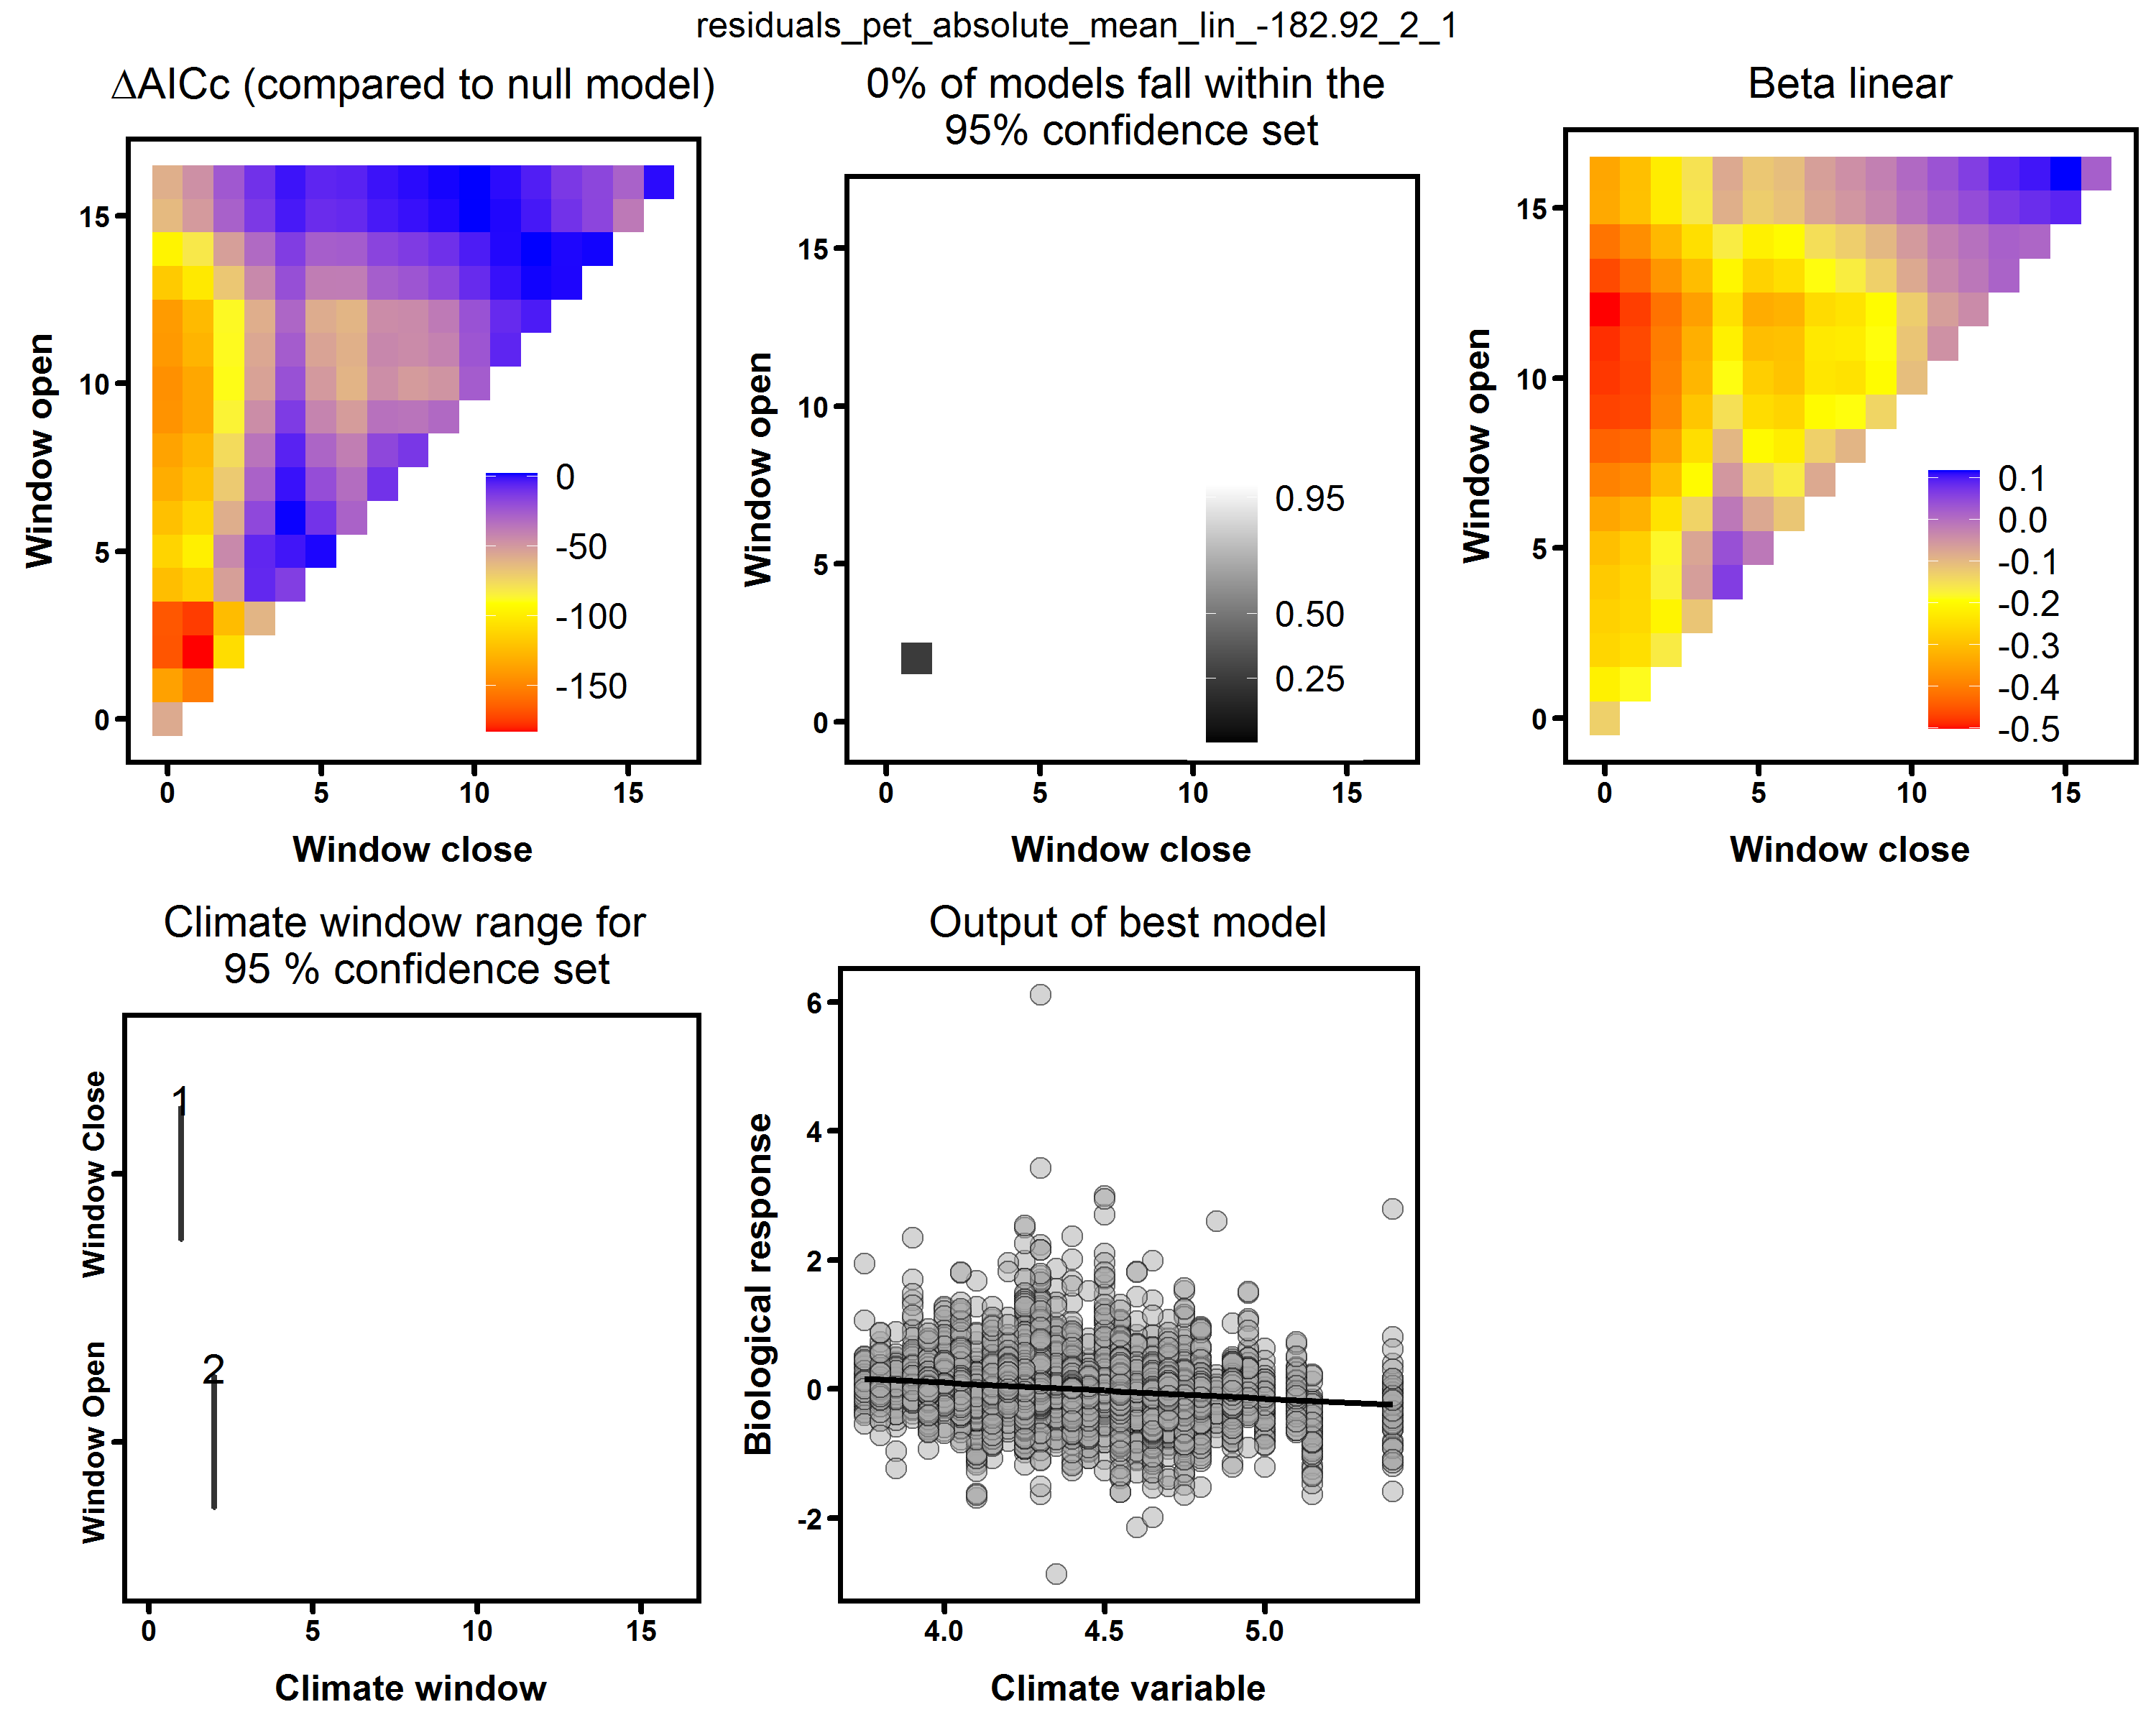 residuals_pet_absolute_mean_lin_-182.92_2_1
ΔAICc (compared to null model)
Window open
15
10
5
0
0
-50
-100
-150
0 5 10 15
Window close
0% of models fall within the
95% confidence set
Window open
15
10
5
0
0.95
0.50
0.25
0 5 10 15
Window close
Beta linear
Window open
15
10
5
0
0.1
0.0
-0.1
-0.2
-0.3
-0.4
-0.5
0 5 10 15
Window close
Climate window range for
95 % confidence set
Window Close
Window Open
1
2
0 5 10 15
Climate window
Output of best model
Biological response
6
4
2
0
-2
4.0 4.5 5.0
Climate variable